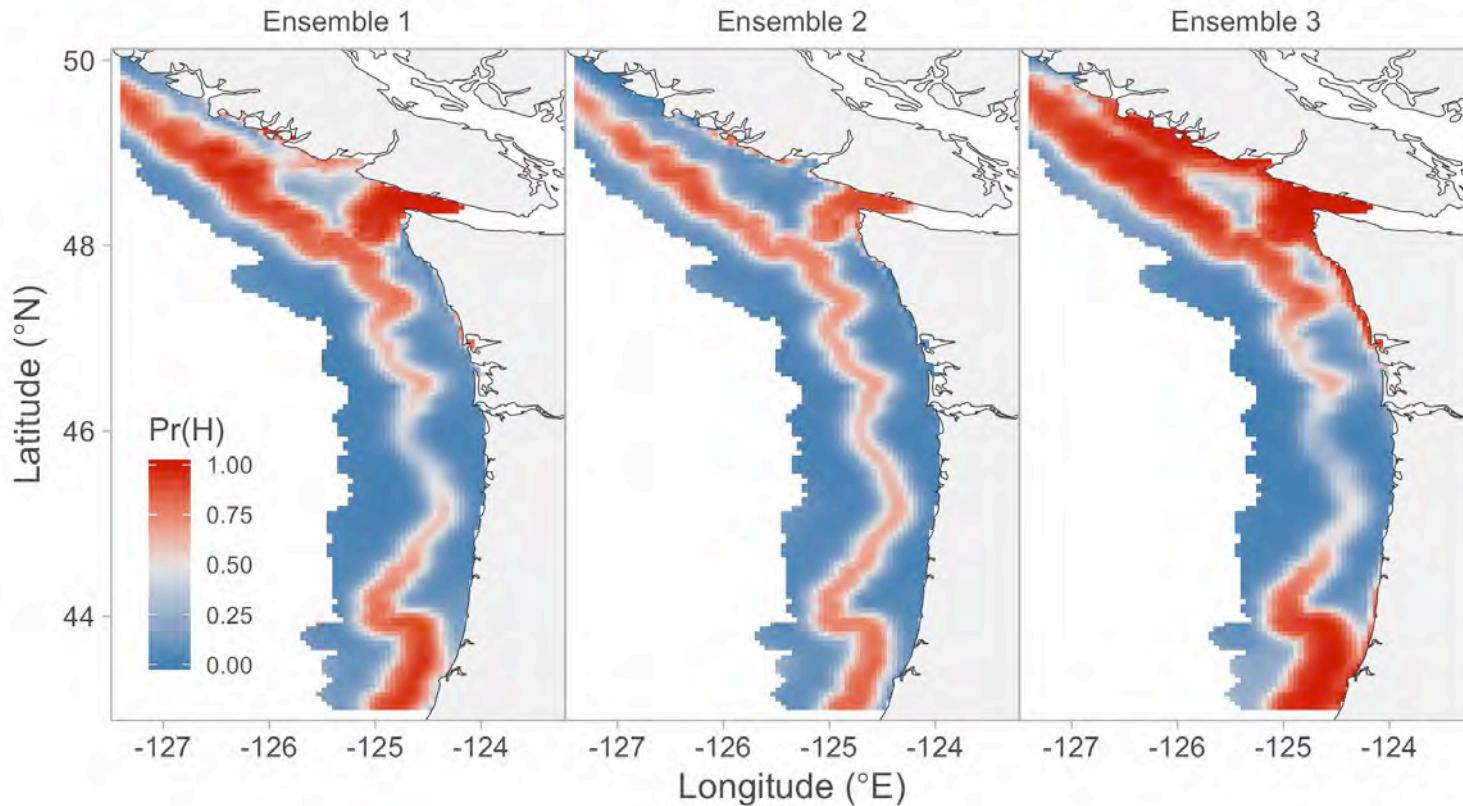 Ensemble 1
Ensemble 2
Ensemble 3
50
48
46
44
Latitude (°N)
Pr(H)
1.00
0.75
0.50
0.25
0.00
-127 -126 -125 -124
-127 -126 -125 -124
-127 -126 -125 -124
Longitude (°E)